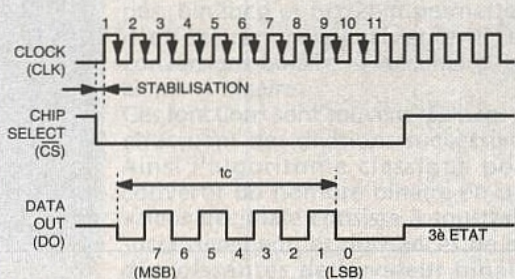 1 2 3 4 5 6 7 8 9 10 11
CLOCK
(CLK)
STABILISATION
CHIP
SELECT
(CS)
tc
DATA
OUT
(DO)
7 6 5 4 3 2 1 0
(MSB) (LSB)
3è ETAT